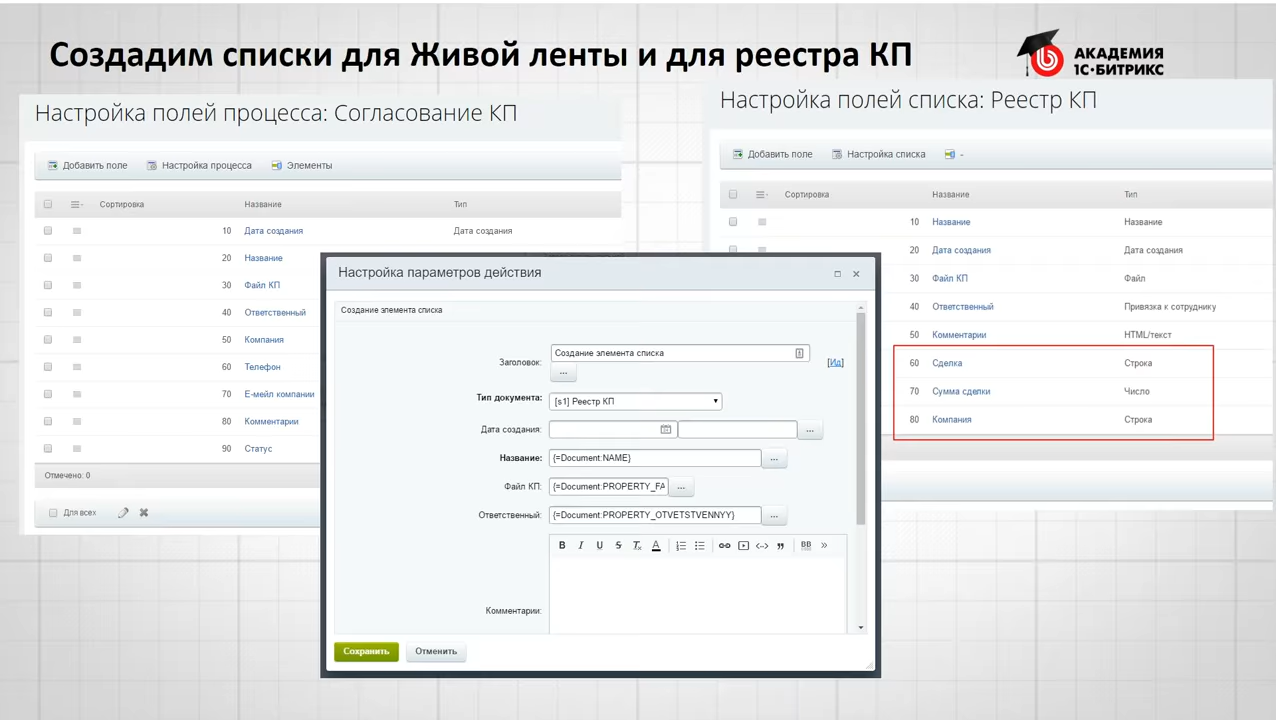 Создадим списки для Живой ленты и для реестра КП
АКАДЕМИЯ
1С-БИТРИКС
Настройка полей процесса: Согласование КП
Добавить поле Настройка процесса Элементы
Сортировка Название Тип
10 Дата создания Дата создания
20 Название
30 Файл КП
40 Ответственный
50 Компания
60 Телефон
70 Е-мейл компании
80 Комментарии
90 Статус
Отмечено: 0
Для всех
Настройка полей списка: Реестр КП
Добавить поле Настройка списка -
Сортировка Название Тип
10 Название Название
20 Дата создания Дата создания
30 Файл КП Файл
40 Ответственный Привязка к сотруднику
50 Комментарии HTML/текст
60 Сделка Строка
70 Сумма сделки Число
80 Компания Строка
Настройка параметров действия
Создание элемента списка
Заголовок: Создание элемента списка [Ид]
...
Тип документа: [s1] Реестр КП
Дата создания: ...
Название: {=Document:NAME} ...
Файл КП: {=Document:PROPERTY_FA ...
Ответственный: {=Document:PROPERTY_OTVETSTVENNYY} ...
B I U S Tx A BB »
Комментарии:
Сохранить Отменить